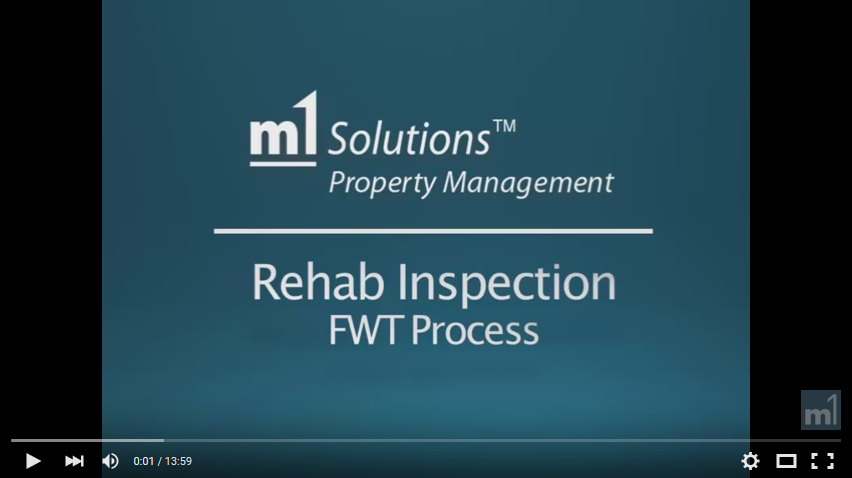 m1 Solutions™
Property Management
Rehab Inspection
FWT Process
m1
0:01 / 13:59